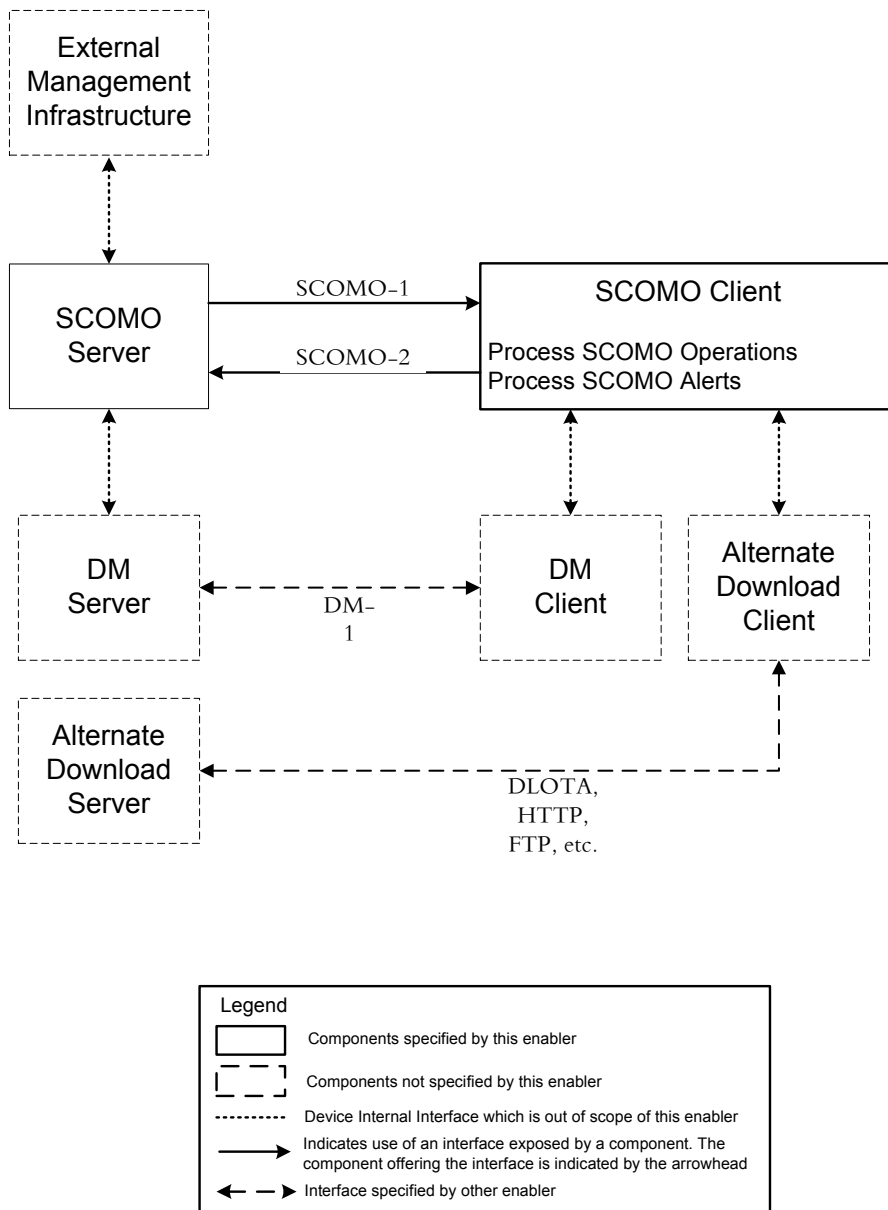 External
Management
Infrastructure
SCOMO-1
SCOMO
Server
SCOMO Client
SCOMO-2
Process SCOMO Operations
Process SCOMO Alerts
DM
Server
DM-
1
DM
Client
Alternate
Download
Client
Alternate
Download
Server
DLOTA,
HTTP,
FTP, etc.
Legend
Components specified by this enabler
Components not specified by this enabler
Device Internal Interface which is out of scope of this enabler
Indicates use of an interface exposed by a component. The
component offering the interface is indicated by the arrowhead
Interface specified by other enabler